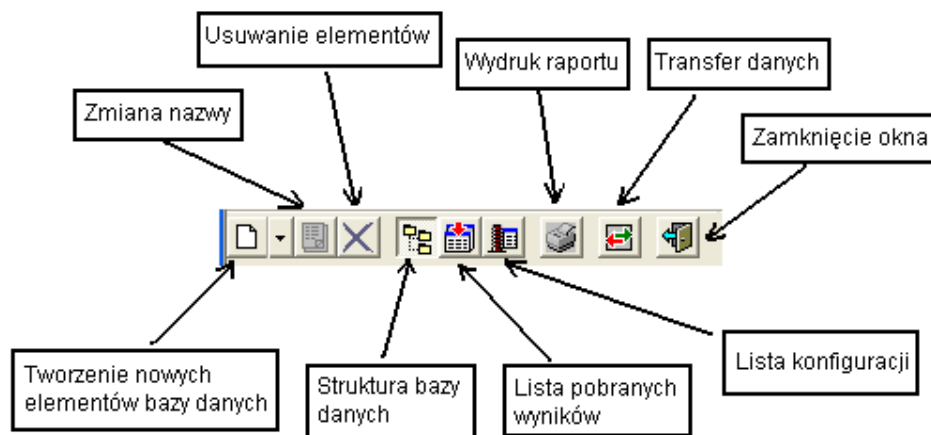 Usuwanie elementów
Wydruk raportu
Transfer danych
Zmiana nazwy
Zamknięcie okna
Tworzenie nowych
elementów bazy danych
Struktura bazy
danych
Lista pobranych
wyników
Lista konfiguracji